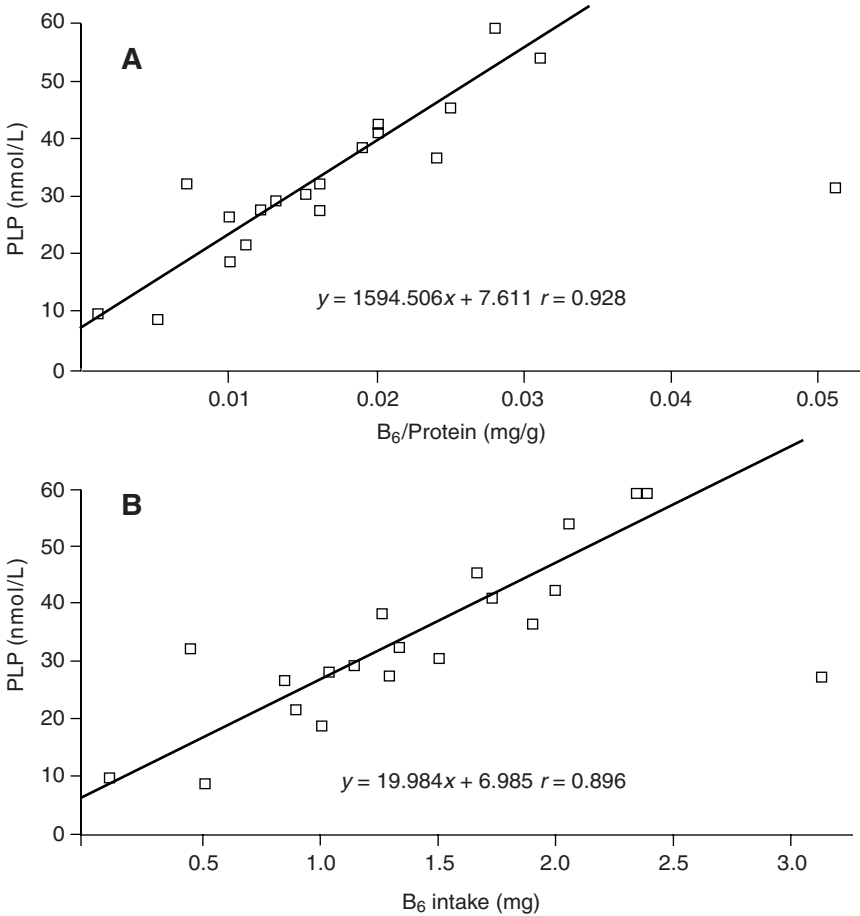 60
A
50
40
30
20
10
0
PLP (nmol/L)
y = 1594.506x + 7.611 r = 0.928
0.01 0.02 0.03 0.04 0.05
B₆/Protein (mg/g)
60
B
50
40
30
20
10
0
PLP (nmol/L)
y = 19.984x + 6.985 r = 0.896
0.5 1.0 1.5 2.0 2.5 3.0
B₆ intake (mg)